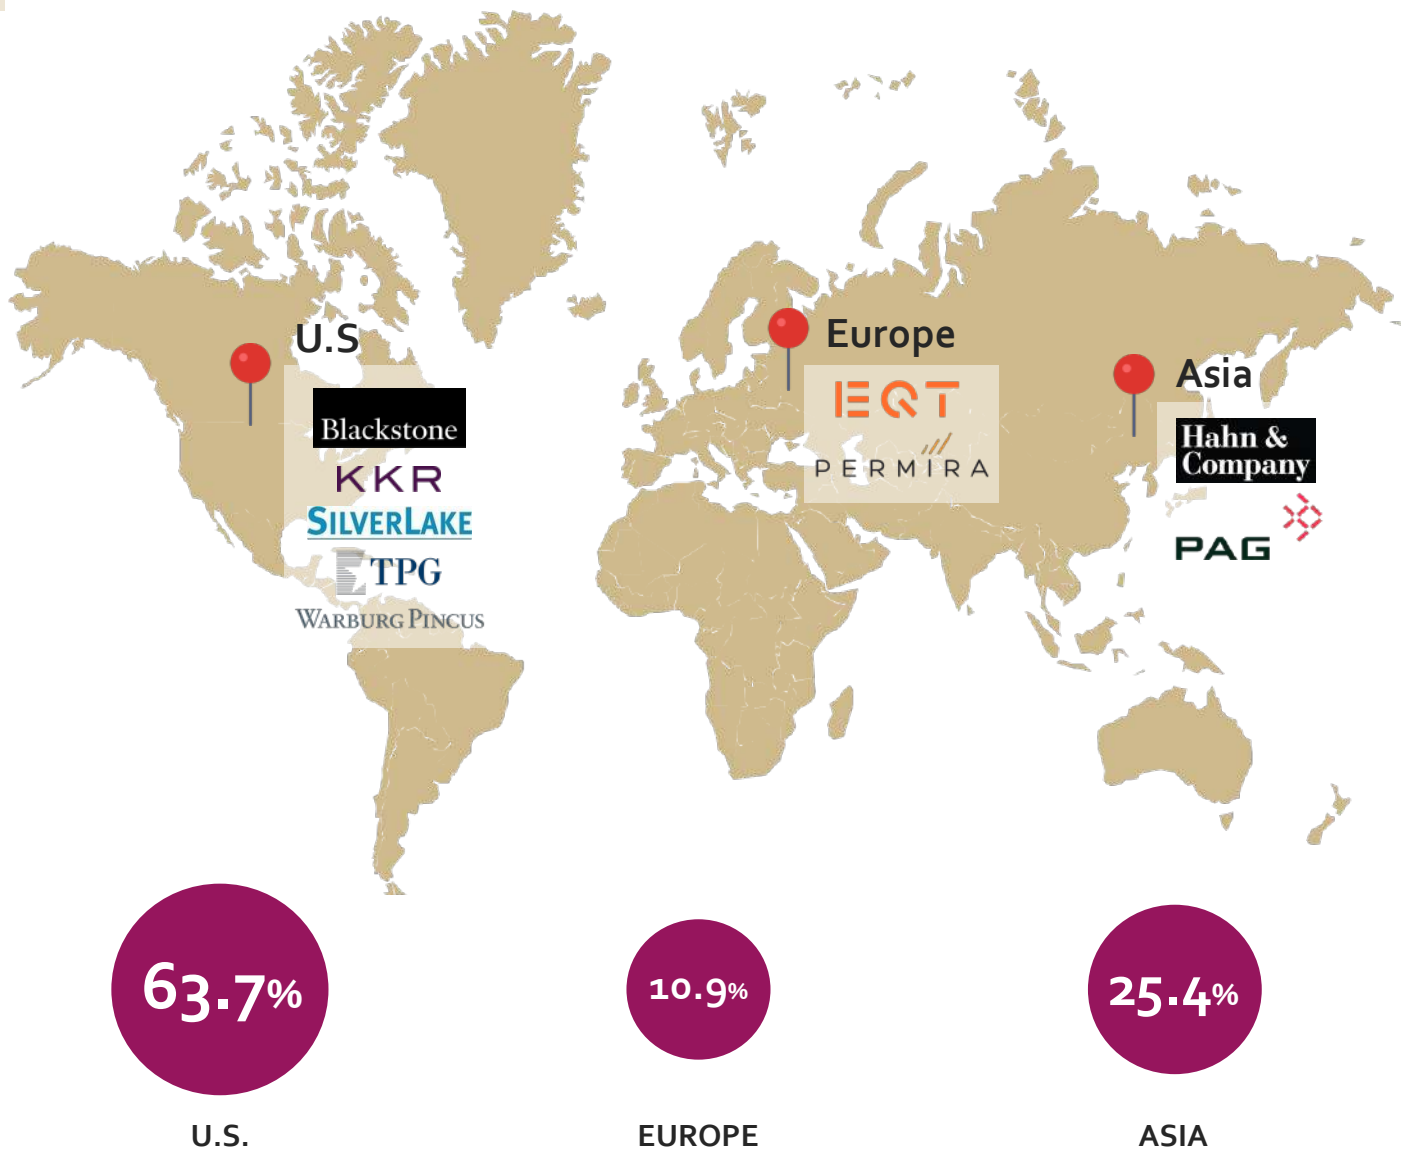 U.S
Blackstone
KKR
SILVERLAKE
TPG
WARBURG PINCUS
Europe
EQT
PERMIRA
Asia
Hahn &
Company
PAG
63.7%
10.9%
25.4%
U.S.
EUROPE
ASIA